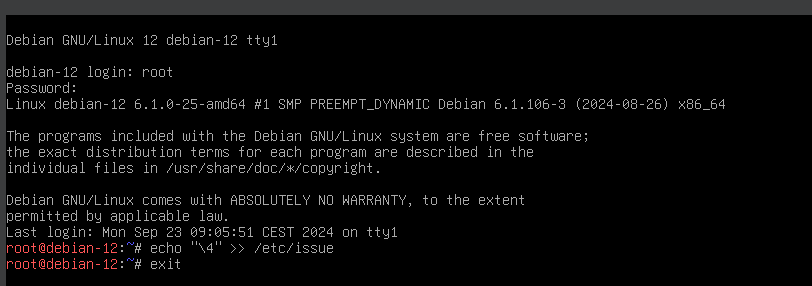 Debian GNU/Linux 12 debian-12 tty1
debian-12 login: root
Password:
Linux debian-12 6.1.0-25-amd64 #1 SMP PREEMPT_DYNAMIC Debian 6.1.106-3 (2024-08-26) x86_64
The programs included with the Debian GNU/Linux system are free software;
the exact distribution terms for each program are described in the
individual files in /usr/share/doc/*/copyright.
Debian GNU/Linux comes with ABSOLUTELY NO WARRANTY, to the extent
permitted by applicable law.
Last login: Mon Sep 23 09:05:51 CEST 2024 on tty1
root@debian-12:~# echo "\4" >> /etc/issue
root@debian-12:~# exit